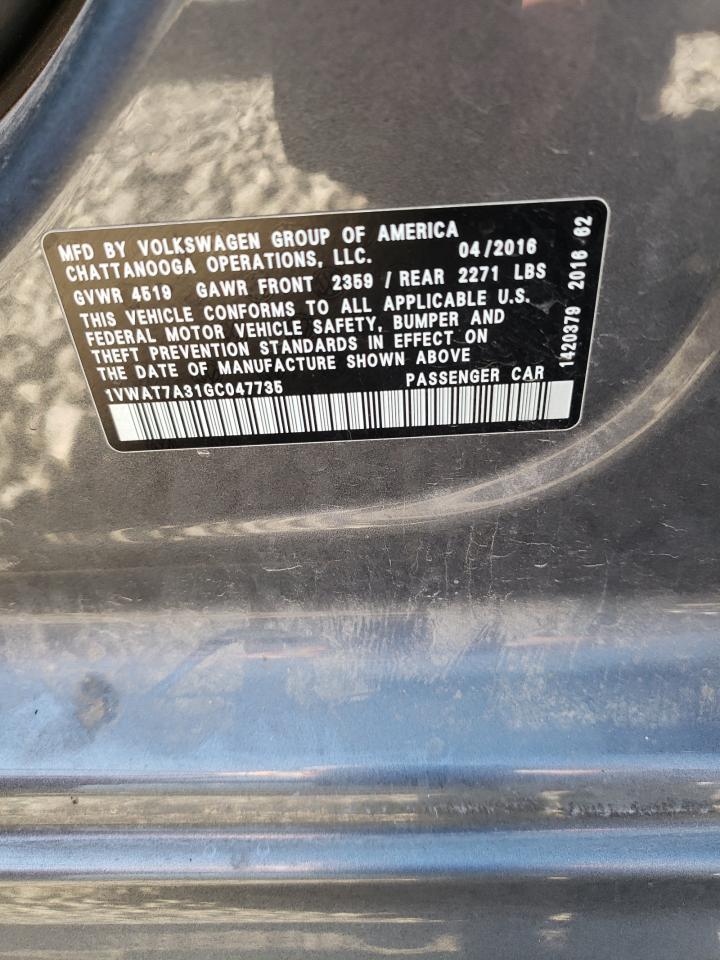 MFD BY VOLKSWAGEN GROUP OF AMERICA
CHATTANOOGA OPERATIONS, LLC. 04/2016
GVWR 4519 GAWR FRONT 2359 / REAR 2271 LBS
THIS VEHICLE CONFORMS TO ALL APPLICABLE U.S.
FEDERAL MOTOR VEHICLE SAFETY, BUMPER AND
THEFT PREVENTION STANDARDS IN EFFECT ON
THE DATE OF MANUFACTURE SHOWN ABOVE
1VWAT7A31GC047735 PASSENGER CAR
1420379 2016 62